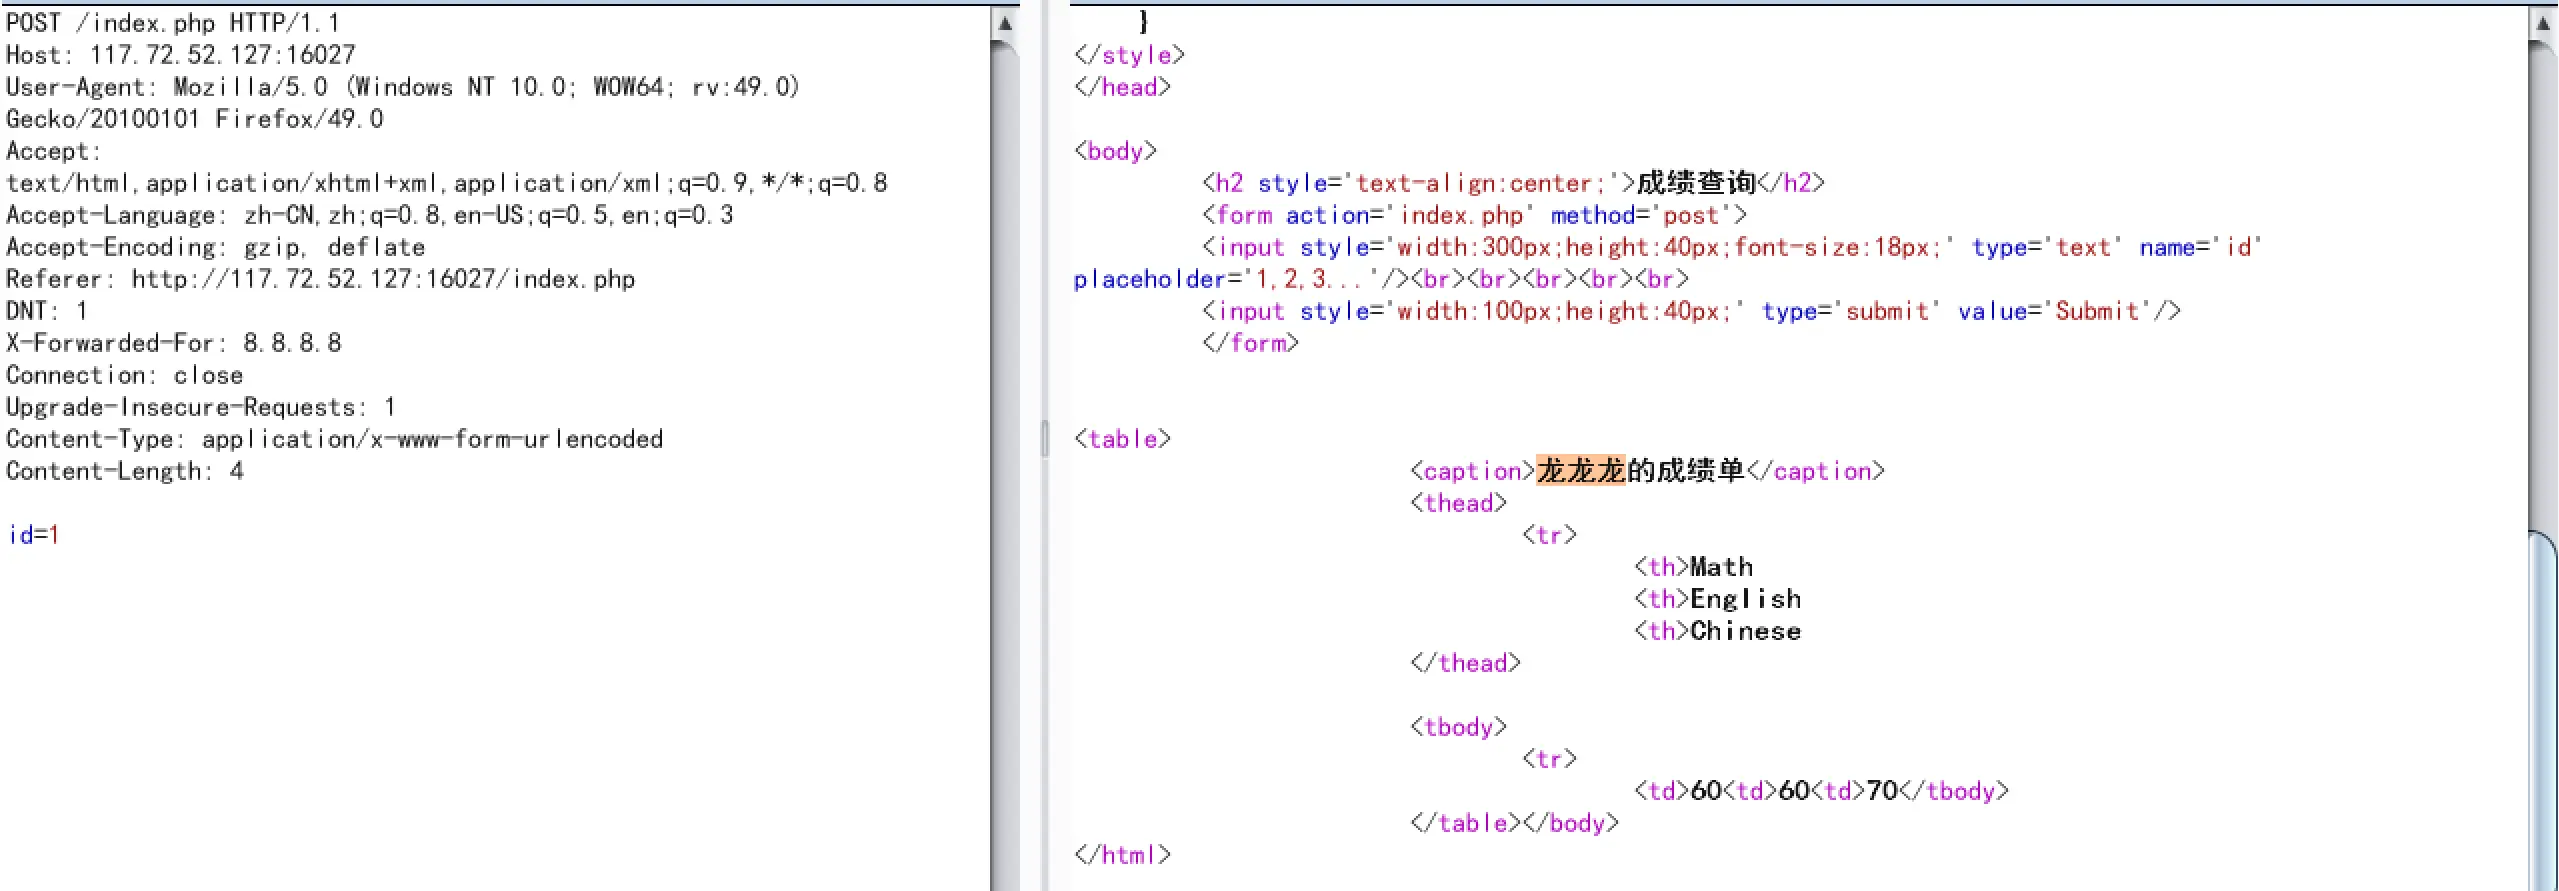 POST /index.php HTTP/1.1
Host: 117.72.52.127:16027
User-Agent: Mozilla/5.0 (Windows NT 10.0; WOW64; rv:49.0)
Gecko/20100101 Firefox/49.0
Accept:
text/html,application/xhtml+xml,application/xml;q=0.9,*/*;q=0.8
Accept-Language: zh-CN,zh;q=0.8,en-US;q=0.5,en;q=0.3
Accept-Encoding: gzip, deflate
Referer: http://117.72.52.127:16027/index.php
DNT: 1
X-Forwarded-For: 8.8.8.8
Connection: close
Upgrade-Insecure-Requests: 1
Content-Type: application/x-www-form-urlencoded
Content-Length: 4
id=1
}
</style>
</head>
<body>
<h2 style='text-align:center;'>成绩查询</h2>
<form action='index.php' method='post'>
<input style='width:300px;height:40px;font-size:18px;' type='text' name='id'
placeholder='1,2,3...'/><br><br><br><br><br>
<input style='width:100px;height:40px;' type='submit' value='Submit'/>
</form>
<table>
<caption>龙龙龙的成绩单</caption>
<thead>
<tr>
<th>Math
<th>English
<th>Chinese
</thead>
<tbody>
<tr>
<td>60<td>60<td>70</tbody>
</table></body>
</html>